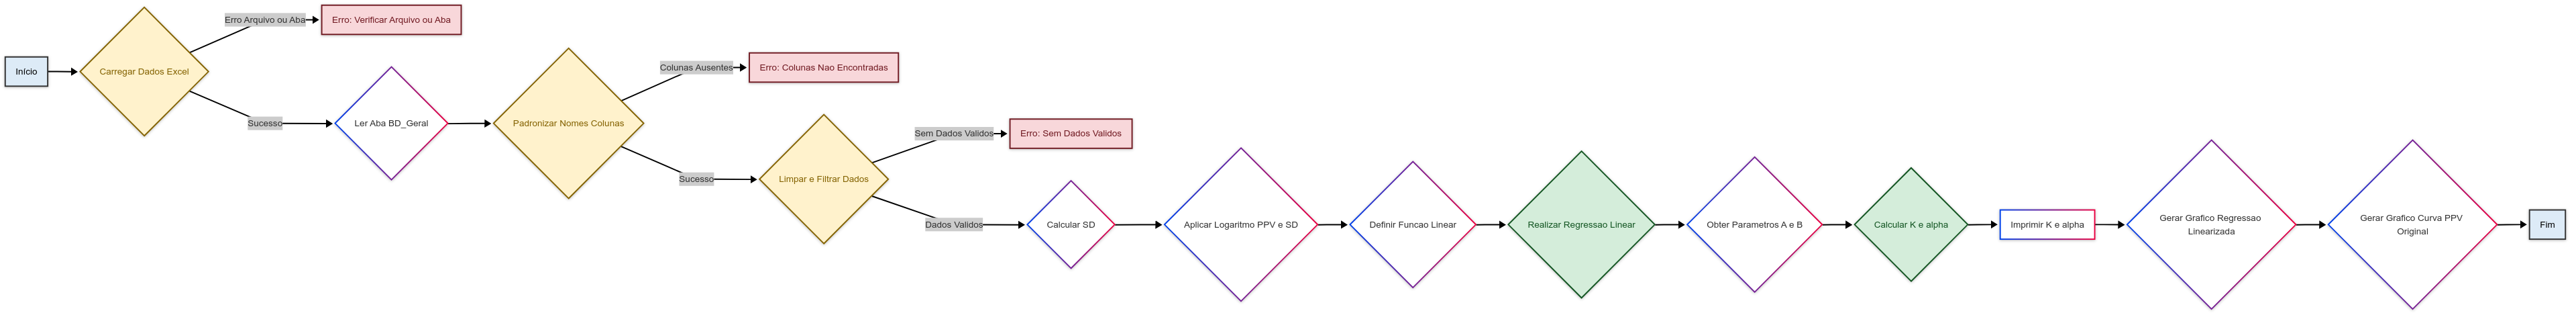 Início
Carregar Dados Excel
Erro Arquivo ou Aba
Erro: Verificar Arquivo ou Aba
Sucesso
Ler Aba BD_Geral
Padronizar Nomes Colunas
Colunas Ausentes
Erro: Colunas Nao Encontradas
Sucesso
Limpar e Filtrar Dados
Sem Dados Validos
Erro: Sem Dados Validos
Dados Validos
Calcular SD
Aplicar Logaritmo PPV e SD
Definir Funcao Linear
Realizar Regressao Linear
Obter Parametros A e B
Calcular K e alpha
Imprimir K e alpha
Gerar Grafico Regressao
Linearizada
Gerar Grafico Curva PPV
Original
Fim